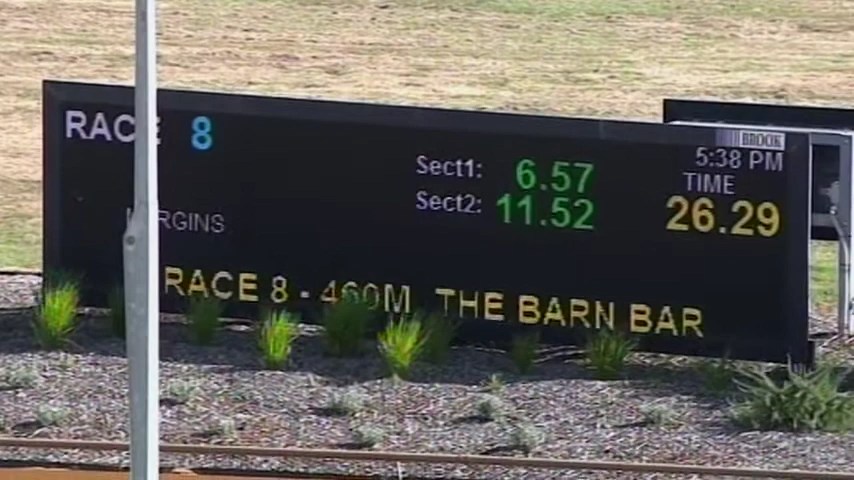 RACE 8
BROOK
5:38 PM
Sect1: 6.57
TIME
Sect2: 11.52
26.29
MARGINS
RACE 8 - 460M THE BARN BAR